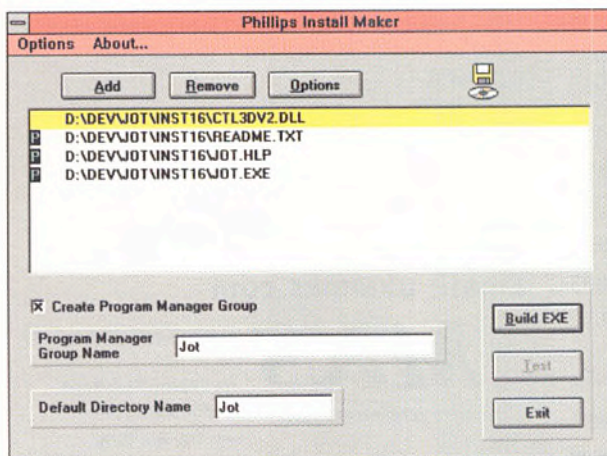 Phillips Install Maker
Options About...
Add Remove Options
D:\DEV\JOT\INST16\CTL3DV2.DLL
P D:\DEV\JOT\INST16\README.TXT
P D:\DEV\JOT\INST16\JOT.HLP
P D:\DEV\JOT\INST16\JOT.EXE
Create Program Manager Group
Program Manager
Group Name
Jot
Default Directory Name Jot
Build EXE
Test
Exit